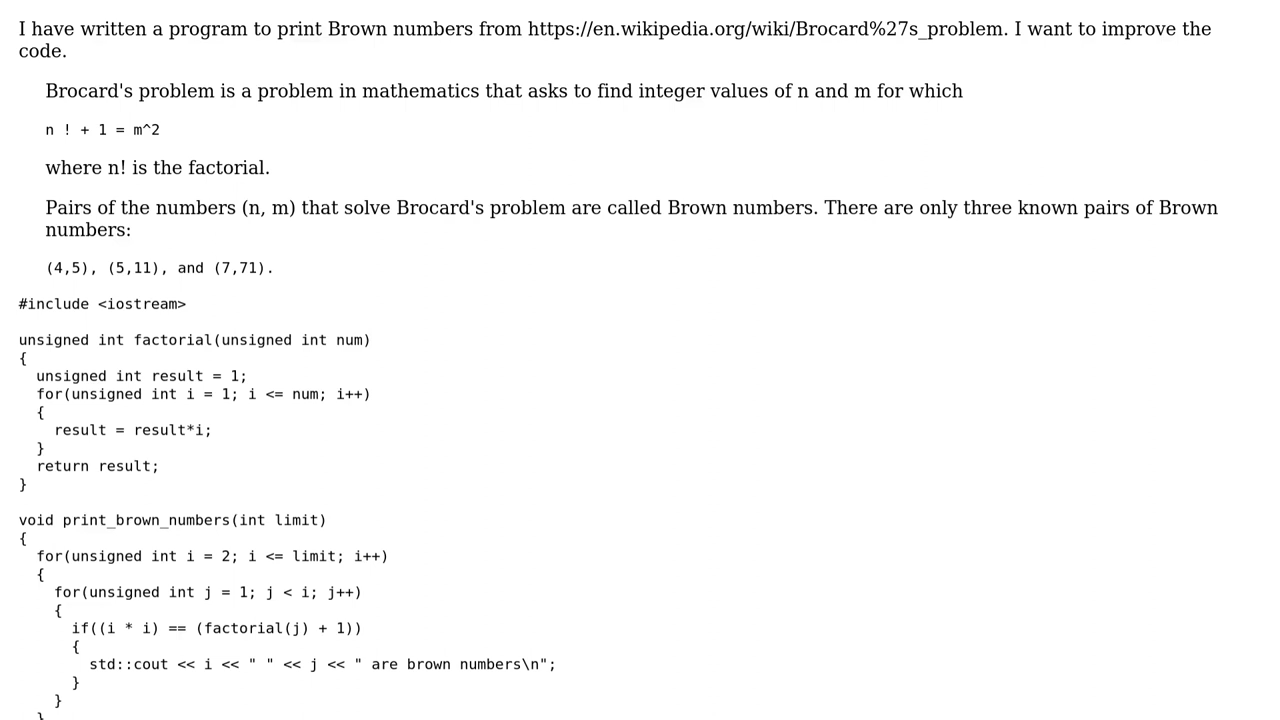 I have written a program to print Brown numbers from https://en.wikipedia.org/wiki/Brocard%27s_problem. I want to improve the
code.
Brocard's problem is a problem in mathematics that asks to find integer values of n and m for which
n ! + 1 = m^2
where n! is the factorial.
Pairs of the numbers (n, m) that solve Brocard's problem are called Brown numbers. There are only three known pairs of Brown
numbers:
(4,5), (5,11), and (7,71).
#include <iostream>
unsigned int factorial(unsigned int num)
{
  unsigned int result = 1;
  for(unsigned int i = 1; i <= num; i++)
  {
    result = result*i;
  }
  return result;
}
void print_brown_numbers(int limit)
{
  for(unsigned int i = 2; i <= limit; i++)
  {
    for(unsigned int j = 1; j < i; j++)
    {
      if((i * i) == (factorial(j) + 1))
      {
        std::cout << i << " " << j << " are brown numbers\n";
      }
    }
  }